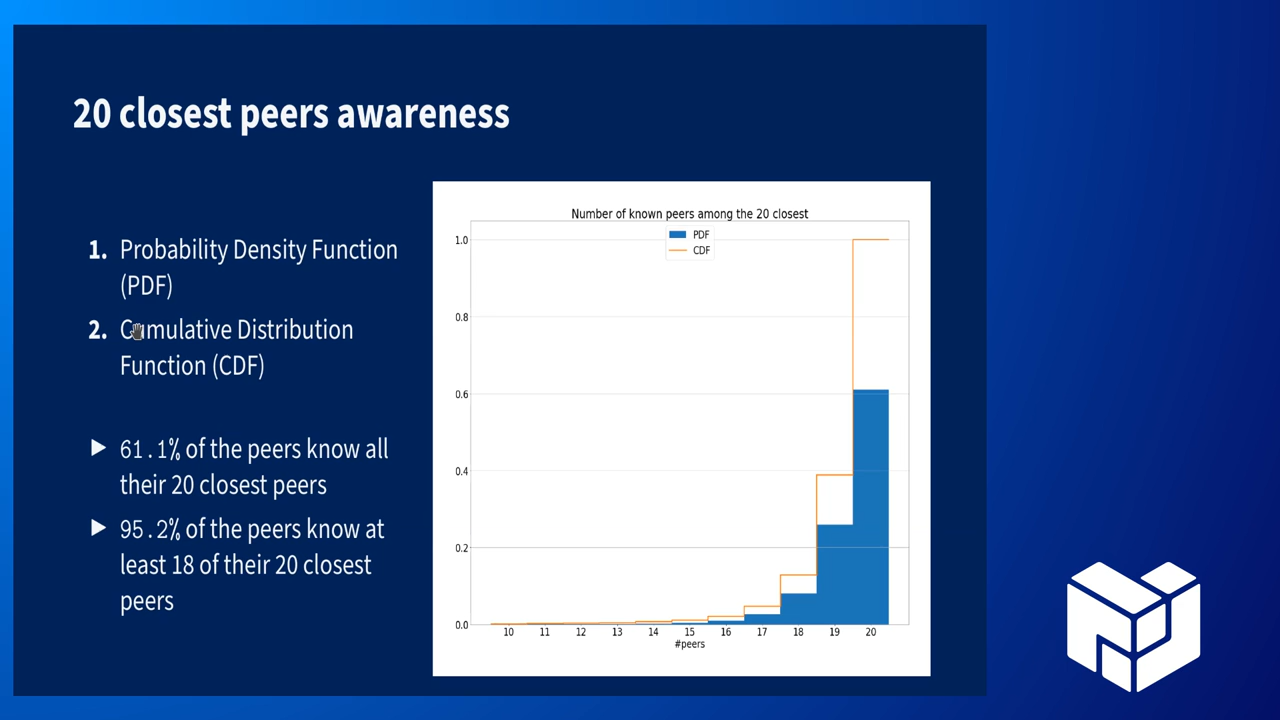 20 closest peers awareness
1. Probability Density Function
(PDF)
2. Cumulative Distribution
Function (CDF)
▶ 61.1% of the peers know all
their 20 closest peers
▶ 95.2% of the peers know at
least 18 of their 20 closest
peers
Number of known peers among the 20 closest
PDF
CDF
1.0
0.8
0.6
0.4
0.2
0.0
10 11 12 13 14 15 16 17 18 19 20
#peers